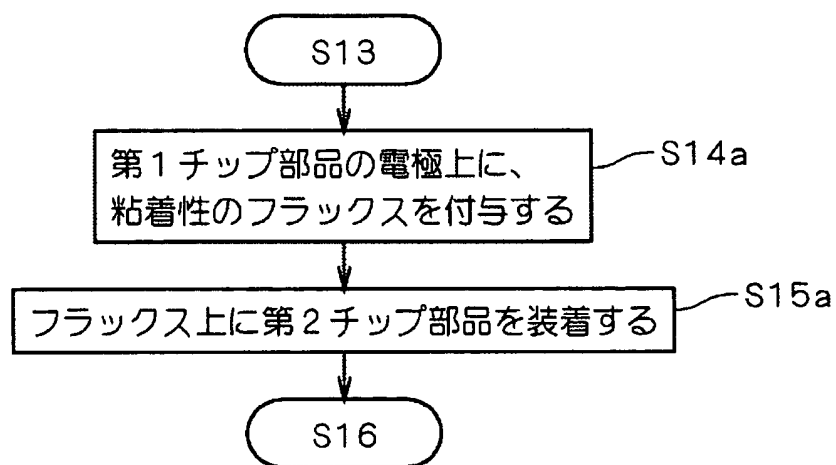 S13
第1チップ部品の電極上に、
粘着性のフラックスを付与する
S14a
フラックス上に第2チップ部品を装着する
S15a
S16